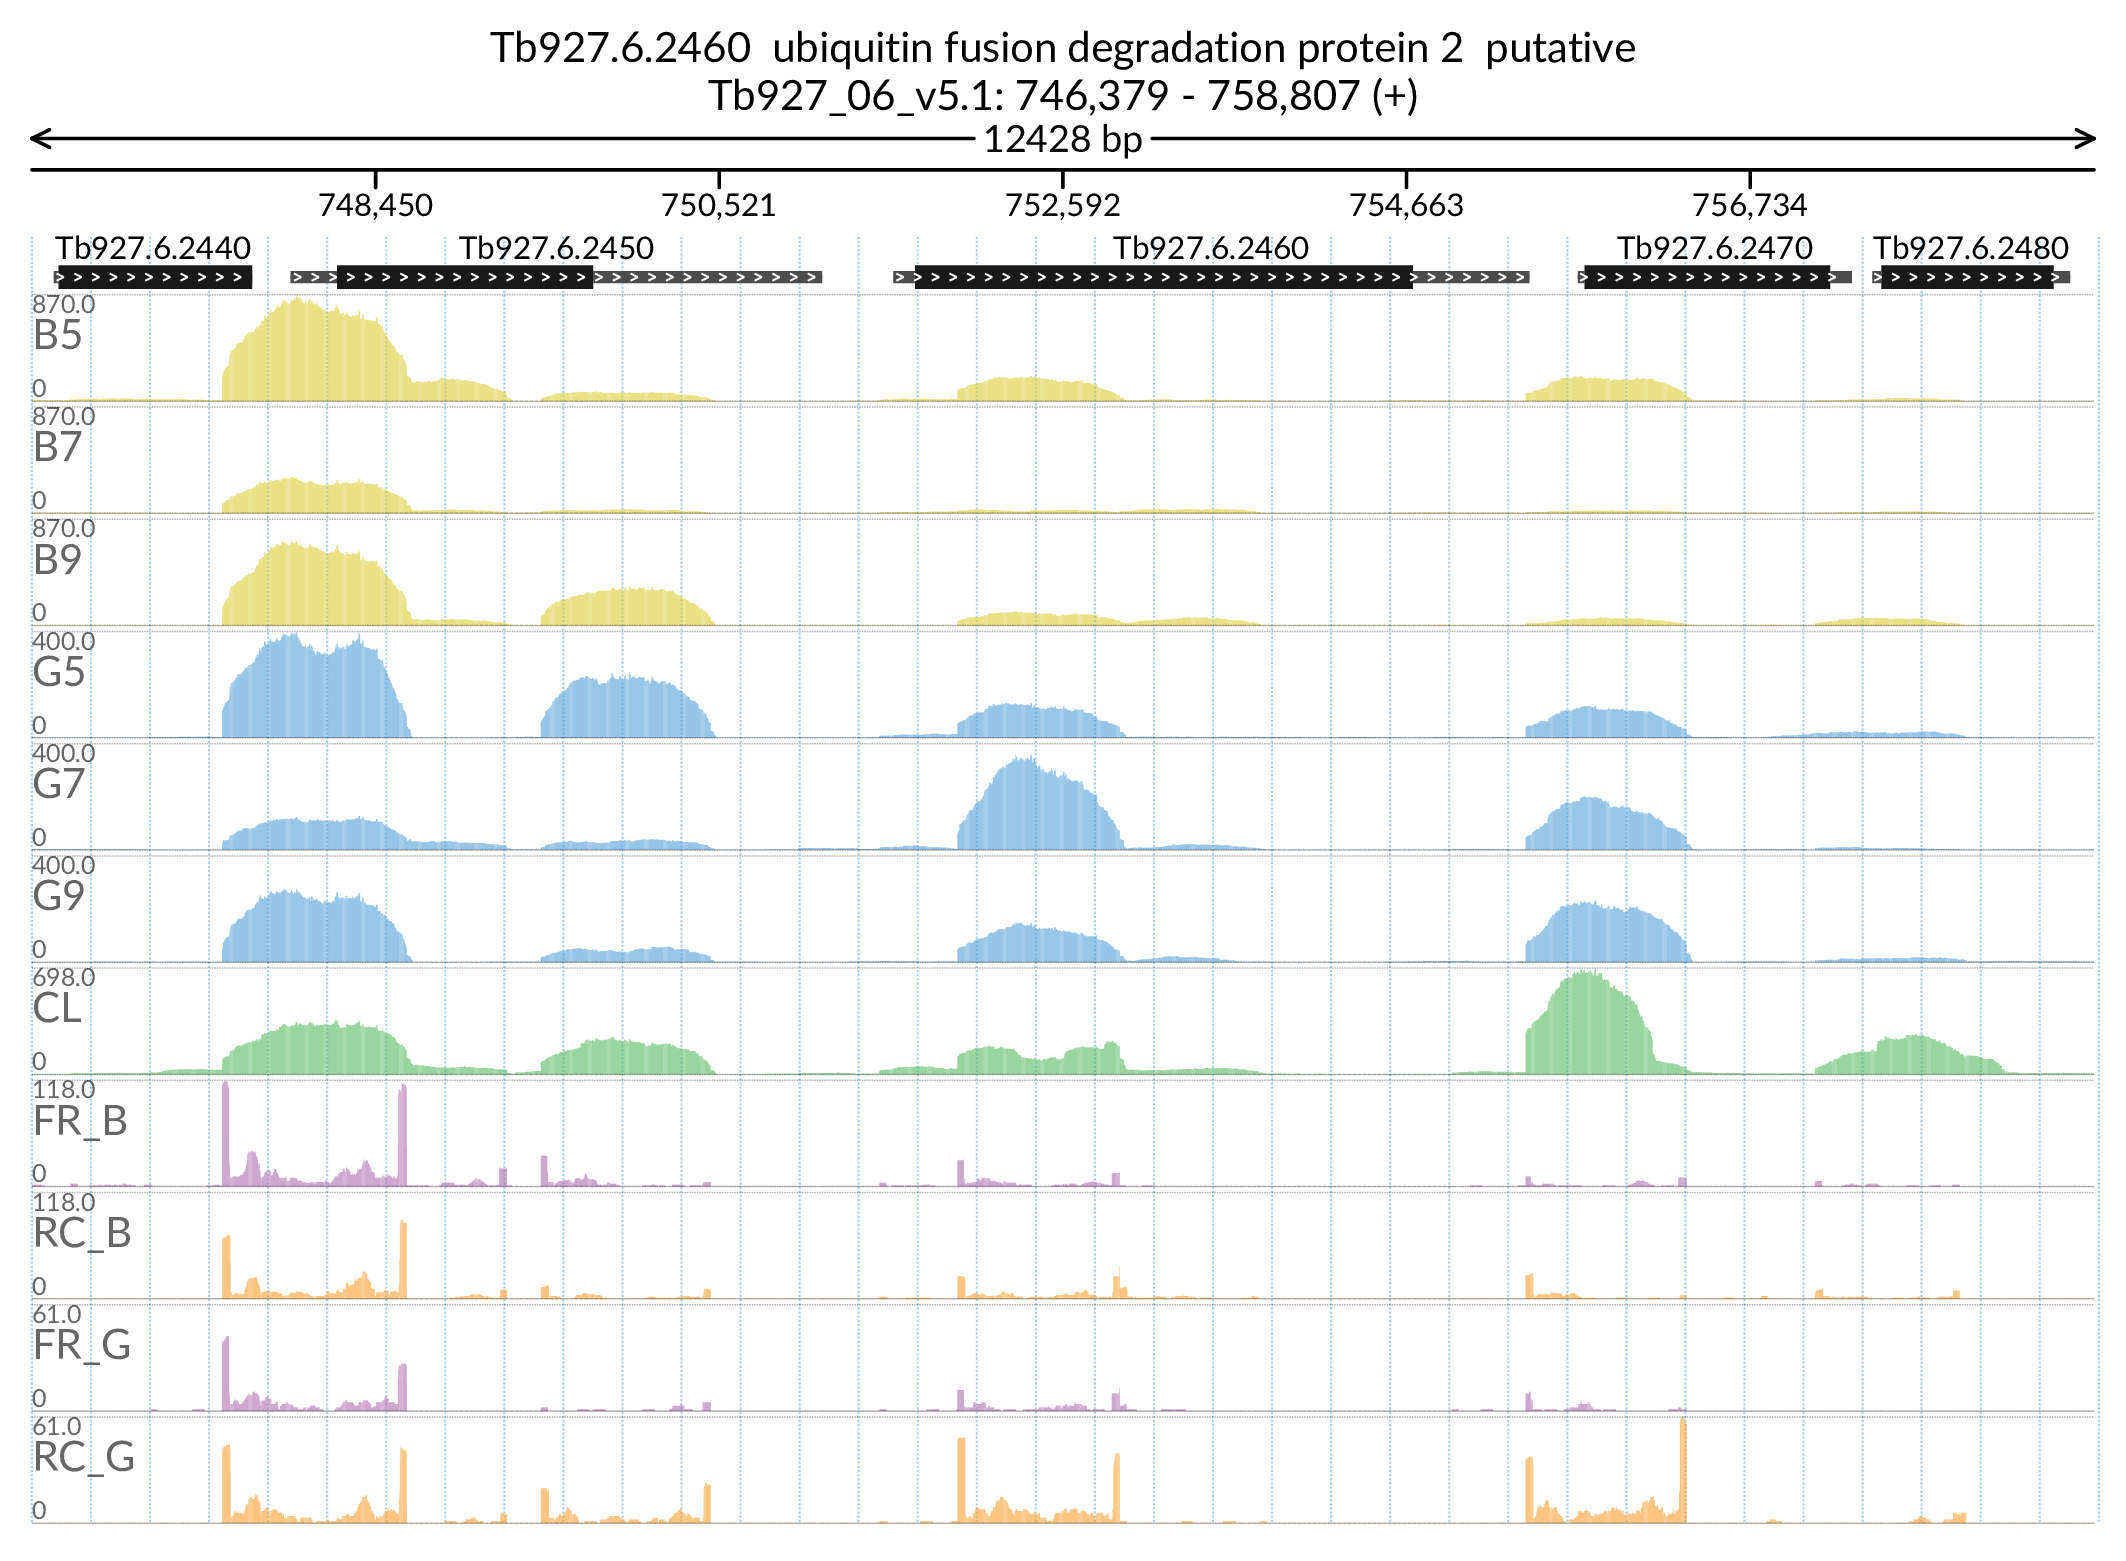 Tb927.6.2460  ubiquitin fusion degradation protein 2  putative
Tb927_06_v5.1: 746,379 - 758,807 (+)
12428 bp
748,450 750,521 752,592 754,663 756,734
Tb927.6.2440 Tb927.6.2450 Tb927.6.2460 Tb927.6.2470 Tb927.6.2480
870.0
B5
0
870.0
B7
0
870.0
B9
0
400.0
G5
0
400.0
G7
0
400.0
G9
0
698.0
CL
0
118.0
FR_B
0
118.0
RC_B
0
61.0
FR_G
0
61.0
RC_G
0